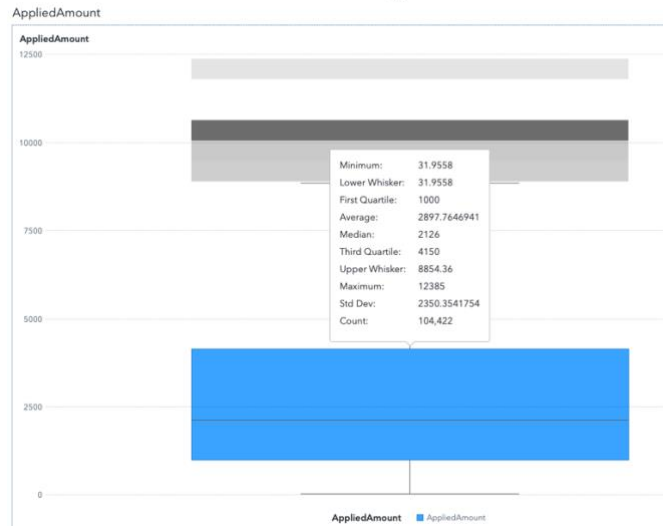 AppliedAmount
AppliedAmount
12500
10000
Minimum: 31.9558
Lower Whisker: 31.9558
First Quartile: 1000
Average: 2897.7646941
Median: 2126
Third Quartile: 4150
Upper Whisker: 8854.36
Maximum: 12385
Std Dev: 2350.3541754
Count: 104,422
7500
5000
2500
0
AppliedAmount AppliedAmount